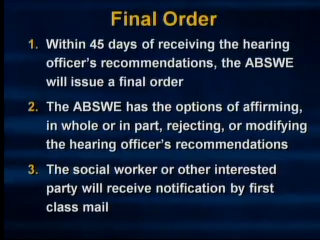 Final Order
1. Within 45 days of receiving the hearing
officer's recommendations, the ABSWE
will issue a final order
2. The ABSWE has the options of affirming,
in whole or in part, rejecting, or modifying
the hearing officer's recommendations
3. The social worker or other interested
party will receive notification by first
class mail